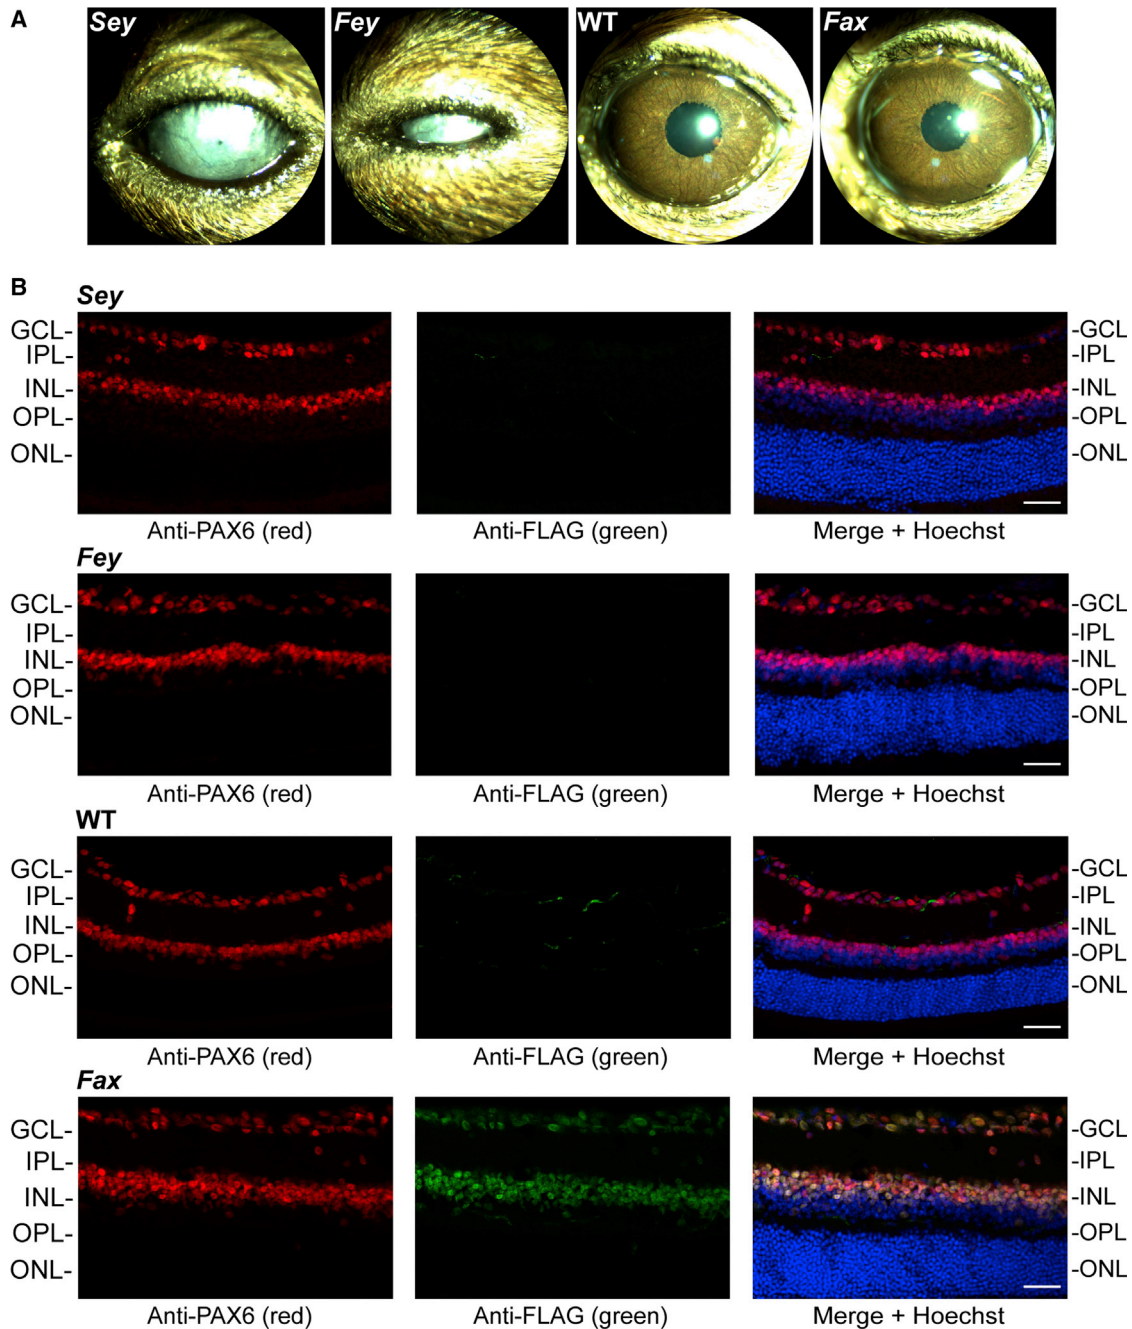 A
Sey Fey WT Fax
B
Sey
GCL- -GCL
IPL- -IPL
INL- -INL
OPL- -OPL
ONL- -ONL
Anti-PAX6 (red) Anti-FLAG (green) Merge + Hoechst
Fey
GCL- -GCL
IPL- -IPL
INL- -INL
OPL- -OPL
ONL- -ONL
Anti-PAX6 (red) Anti-FLAG (green) Merge + Hoechst
WT
GCL- -GCL
IPL- -IPL
INL- -INL
OPL- -OPL
ONL- -ONL
Anti-PAX6 (red) Anti-FLAG (green) Merge + Hoechst
Fax
GCL- -GCL
IPL- -IPL
INL- -INL
OPL- -OPL
ONL- -ONL
Anti-PAX6 (red) Anti-FLAG (green) Merge + Hoechst